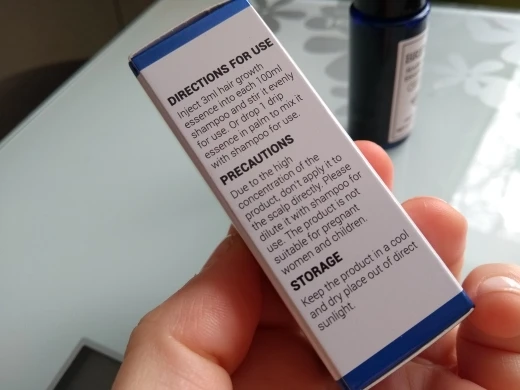 DIRECTIONS FOR USE
Inject 3ml hair growth
essence into each 100ml
shampoo and stir it evenly
for use. Or drop 1 drip
essence in palm to mix it
with shampoo for use.
PRECAUTIONS
Due to the high
concentration of the
product, don't apply it to
the scalp directly. Please
dilute it with shampoo for
use. The product is not
suitable for pregnant
women and children.
STORAGE
Keep the product in a cool
and dry place out of direct
sunlight.